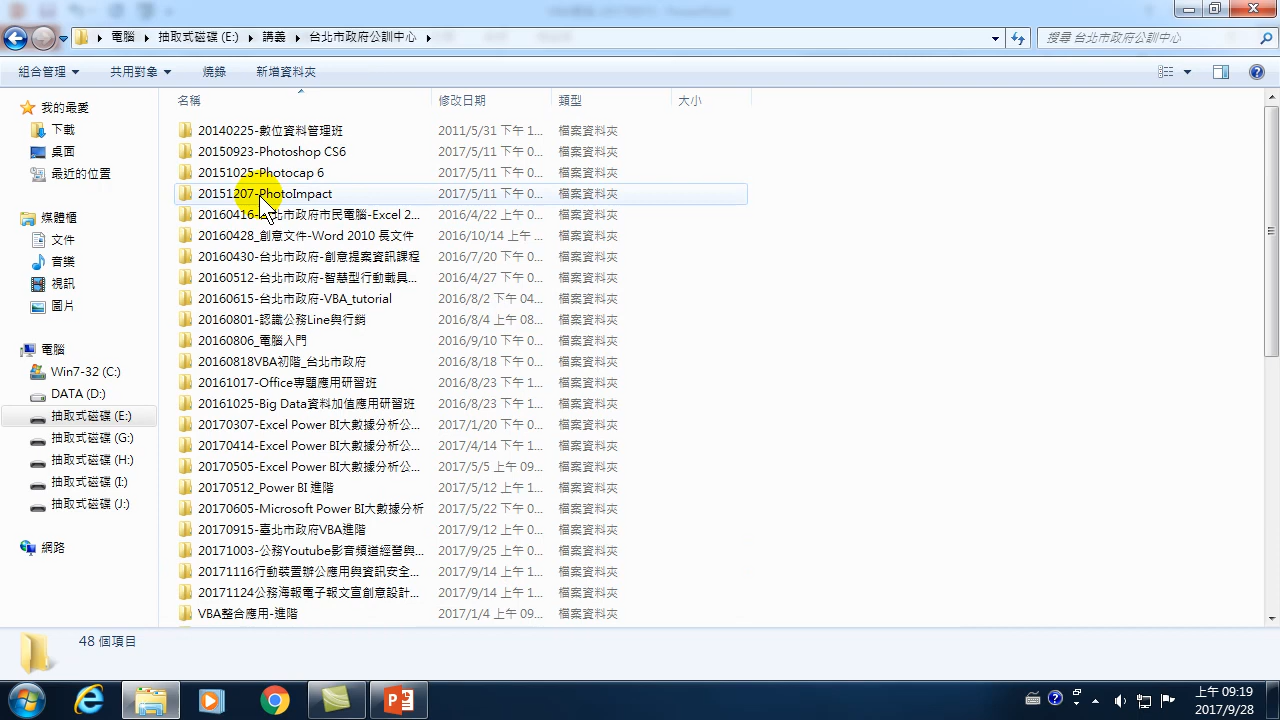 電腦 ▸ 抽取式磁碟 (E:) ▸ 講義 ▸ 台北市政府公訓中心 ▸
搜尋 台北市政府公訓中心
組合管理 共用對象 燒錄 新增資料夾
名稱 修改日期 類型 大小
我的最愛
下載
桌面
最近的位置
媒體櫃
文件
音樂
視訊
圖片
電腦
Win7-32 (C:)
DATA (D:)
抽取式磁碟 (E:)
抽取式磁碟 (G:)
抽取式磁碟 (H:)
抽取式磁碟 (I:)
抽取式磁碟 (J:)
網路
20140225-數位資料管理班 2011/5/31 下午 1... 檔案資料夾
20150923-Photoshop CS6 2017/5/11 下午 0... 檔案資料夾
20151025-Photocap 6 2017/5/11 下午 0... 檔案資料夾
20151207-PhotoImpact 2017/5/11 下午 0... 檔案資料夾
20160416-台北市政府市民電腦-Excel 2... 2016/4/22 上午 0... 檔案資料夾
20160428_創意文件-Word 2010 長文件 2016/10/14 上午 ... 檔案資料夾
20160430-台北市政府-創意提案資訊課程 2016/7/20 上午 0... 檔案資料夾
20160512-台北市政府-智慧型行動載具... 2016/4/27 下午 0... 檔案資料夾
20160615-台北市政府-VBA_tutorial 2016/8/2 下午 04... 檔案資料夾
20160801-認識公務Line與行銷 2016/8/4 上午 08... 檔案資料夾
20160806_電腦入門 2016/9/10 下午 0... 檔案資料夾
20160818VBA初階_台北市政府 2016/8/18 下午 0... 檔案資料夾
20161017-Office專題應用研習班 2016/8/23 下午 1... 檔案資料夾
20161025-Big Data資料加值應用研習班 2016/8/23 下午 1... 檔案資料夾
20170307-Excel Power BI大數據分析公... 2017/1/20 下午 0... 檔案資料夾
20170414-Excel Power BI大數據分析公... 2017/4/14 下午 1... 檔案資料夾
20170505-Excel Power BI大數據分析公... 2017/5/5 上午 09... 檔案資料夾
20170512_Power BI 進階 2017/5/12 上午 1... 檔案資料夾
20170605-Microsoft Power BI大數據分析 2017/5/22 下午 0... 檔案資料夾
20170915-臺北市政府VBA進階 2017/9/12 上午 0... 檔案資料夾
20171003-公務Youtube影音頻道經營與... 2017/9/25 上午 0... 檔案資料夾
20171116行動裝置辦公應用與資訊安全... 2017/9/14 上午 1... 檔案資料夾
20171124公務海報電子報文宣創意設計... 2017/9/14 上午 1... 檔案資料夾
VBA整合應用-進階 2017/1/4 上午 09... 檔案資料夾
48 個項目
上午 09:19
2017/9/28